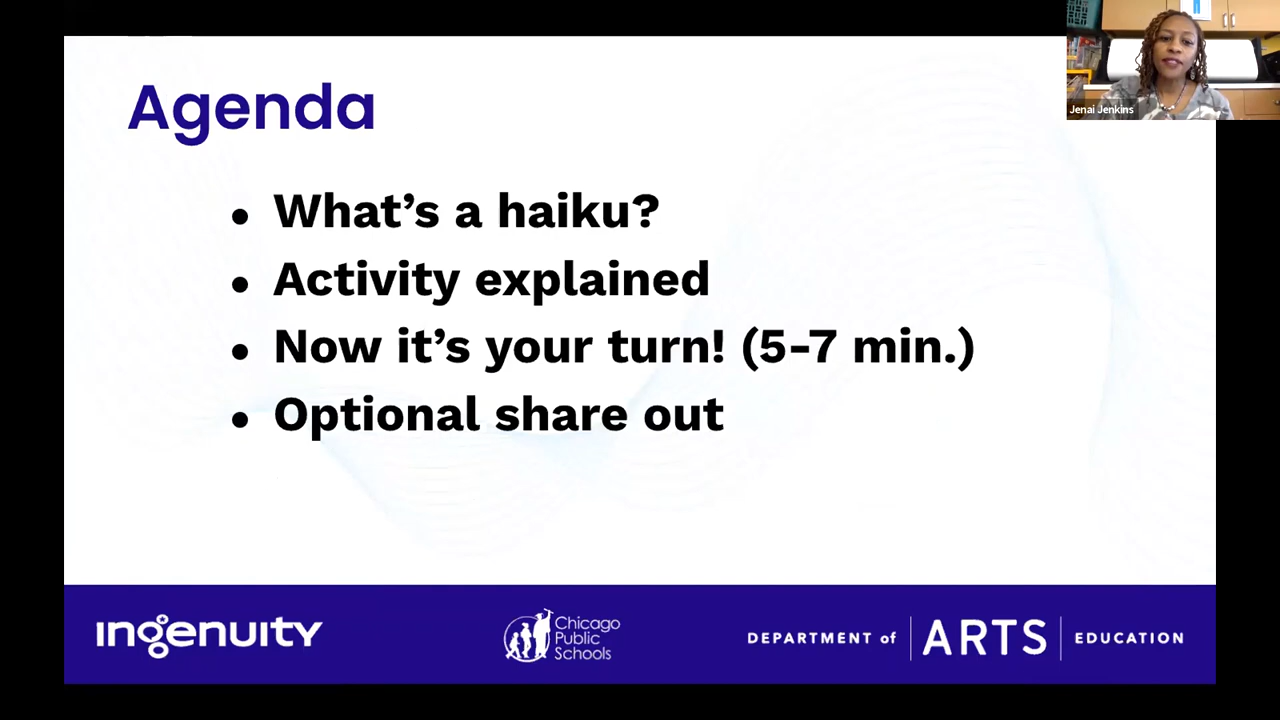 Agenda
Jenai Jenkins
• What’s a haiku?
• Activity explained
• Now it’s your turn! (5-7 min.)
• Optional share out
Ingenuity
Chicago
Public
Schools
DEPARTMENT of ARTS EDUCATION